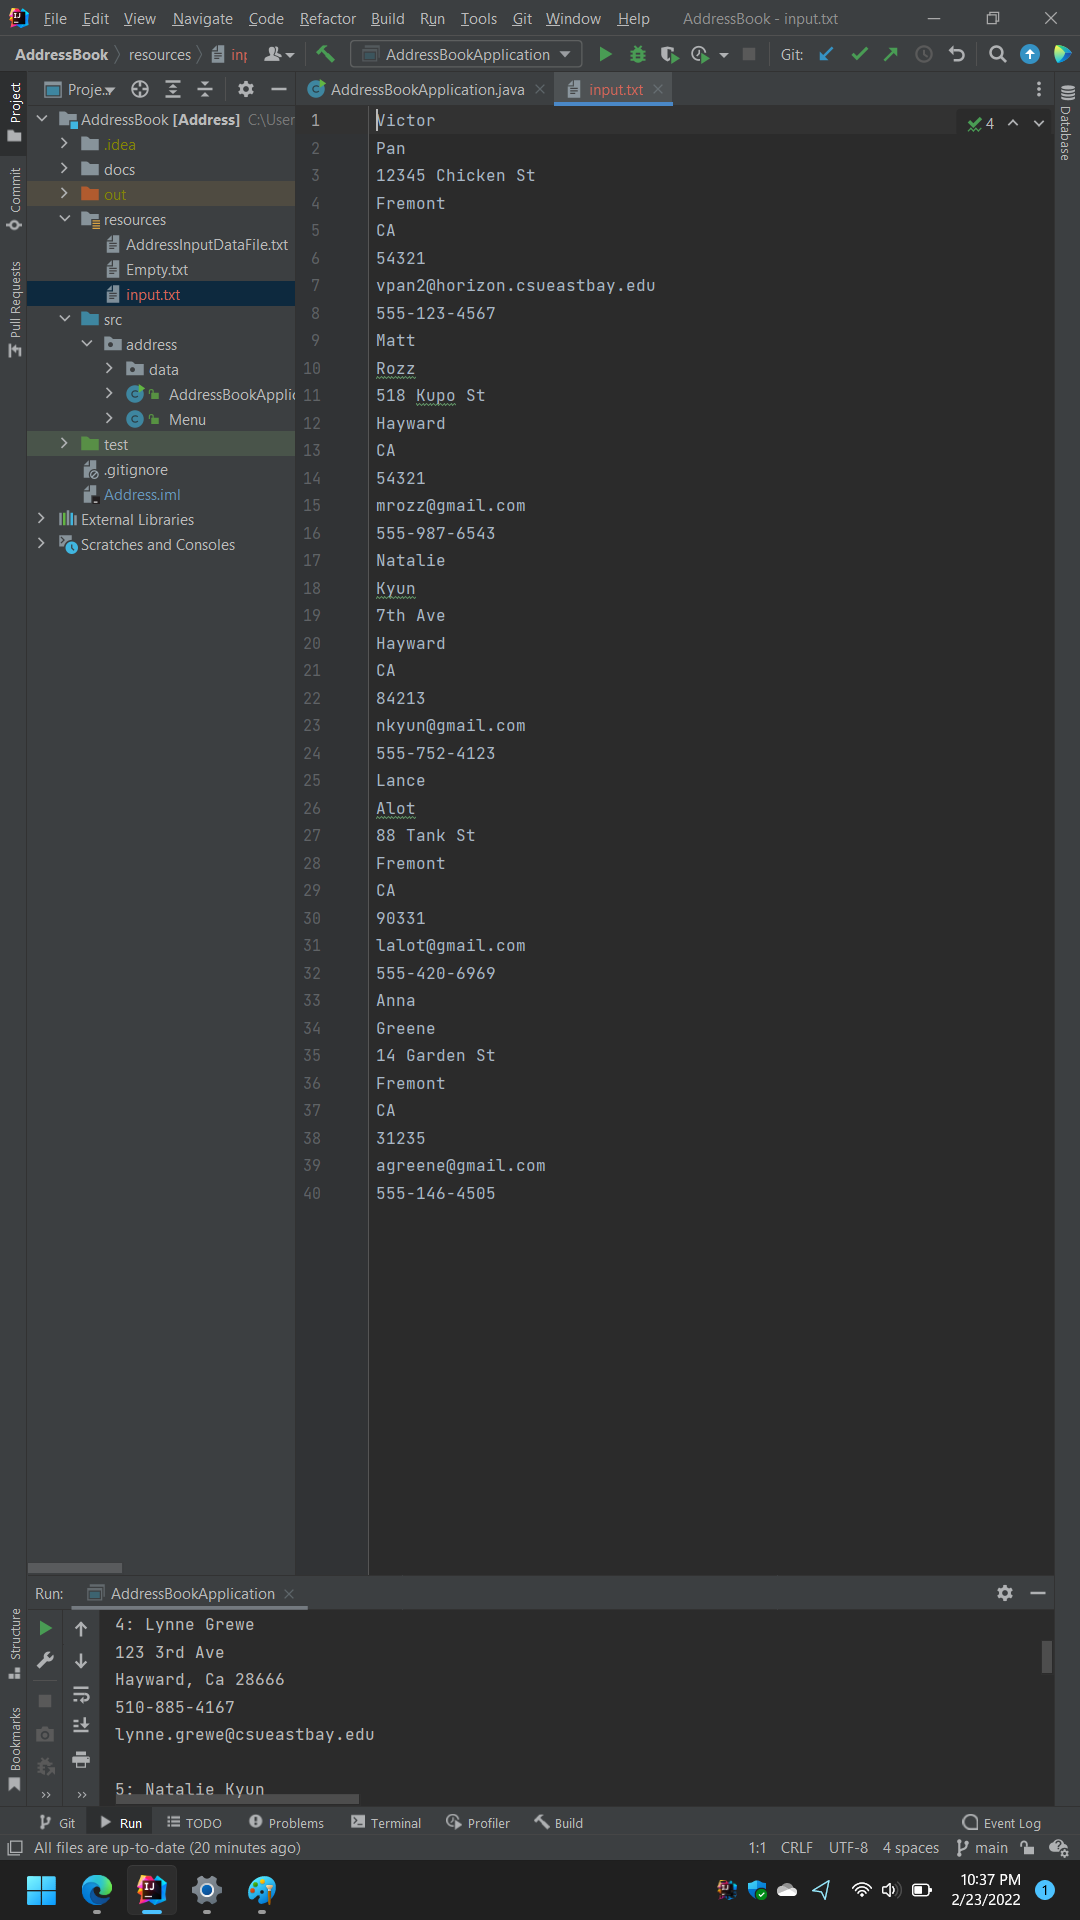 File Edit View Navigate Code Refactor Build Run Tools Git Window Help AddressBook - input.txt
AddressBook resources inp AddressBookApplication Git:
Project
Commit
Pull Requests
Structure
Bookmarks
Database
Proje...
AddressBook [Address] C:\User
.idea
docs
out
resources
AddressInputDataFile.txt
Empty.txt
input.txt
src
address
data
AddressBookApplic
Menu
test
.gitignore
Address.iml
External Libraries
Scratches and Consoles
AddressBookApplication.java input.txt
4
1 Victor
2 Pan
3 12345 Chicken St
4 Fremont
5 CA
6 54321
7 vpan2@horizon.csueastbay.edu
8 555-123-4567
9 Matt
10 Rozz
11 518 Kupo St
12 Hayward
13 CA
14 54321
15 mrozz@gmail.com
16 555-987-6543
17 Natalie
18 Kyun
19 7th Ave
20 Hayward
21 CA
22 84213
23 nkyun@gmail.com
24 555-752-4123
25 Lance
26 Alot
27 88 Tank St
28 Fremont
29 CA
30 90331
31 lalot@gmail.com
32 555-420-6969
33 Anna
34 Greene
35 14 Garden St
36 Fremont
37 CA
38 31235
39 agreene@gmail.com
40 555-146-4505
Run: AddressBookApplication
4: Lynne Grewe
123 3rd Ave
Hayward, Ca 28666
510-885-4167
lynne.grewe@csueastbay.edu
5: Natalie Kyun
Git Run TODO Problems Terminal Profiler Build Event Log
All files are up-to-date (20 minutes ago) 1:1 CRLF UTF-8 4 spaces main
10:37 PM
2/23/2022
1